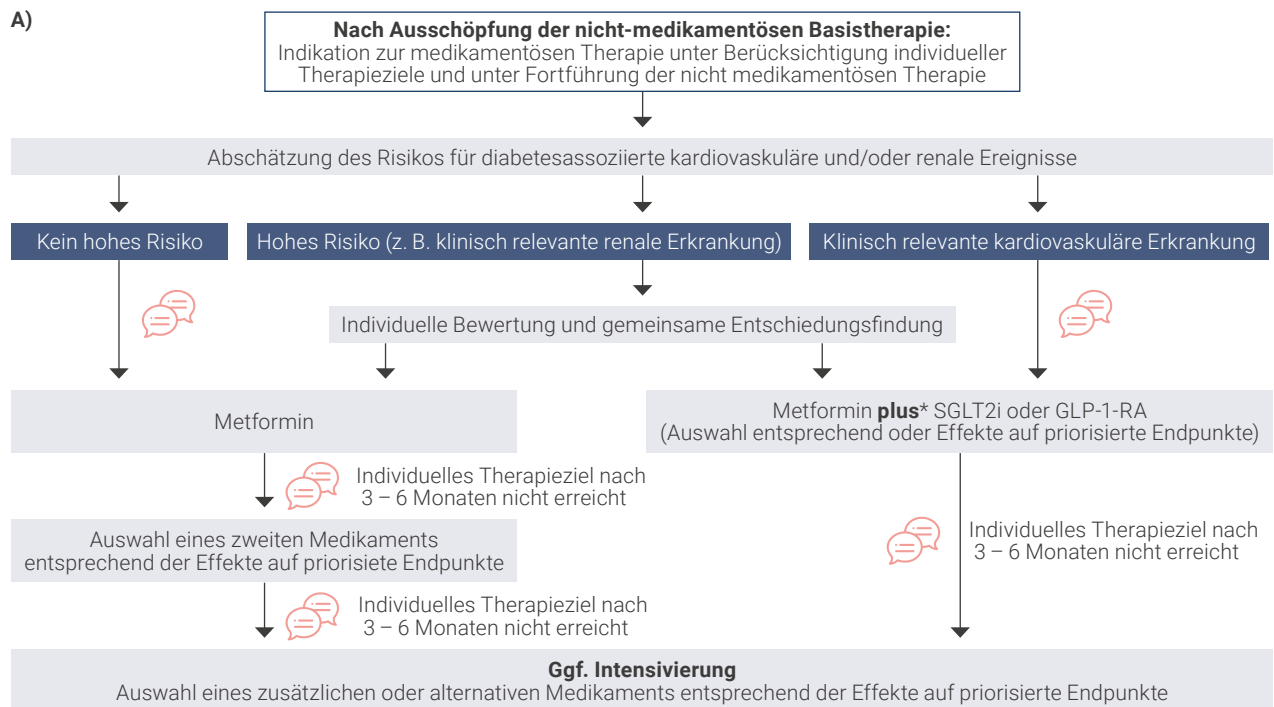 A)
Nach Ausschöpfung der nicht-medikamentösen Basistherapie:
Indikation zur medikamentösen Therapie unter Berücksichtigung individueller
Therapieziele und unter Fortführung der nicht medikamentösen Therapie
Abschätzung des Risikos für diabetesassoziierte kardiovaskuläre und/oder renale Ereignisse
Kein hohes Risiko
Hohes Risiko (z. B. klinisch relevante renale Erkrankung)
Klinisch relevante kardiovaskuläre Erkrankung
Individuelle Bewertung und gemeinsame Entschiedungsfindung
Metformin
Metformin plus* SGLT2i oder GLP-1-RA
(Auswahl entsprechend oder Effekte auf priorisierte Endpunkte)
Individuelles Therapieziel nach
3 – 6 Monaten nicht erreicht
Auswahl eines zweiten Medikaments
entsprechend der Effekte auf priorisiete Endpunkte
Individuelles Therapieziel nach
3 – 6 Monaten nicht erreicht
Individuelles Therapieziel nach
3 – 6 Monaten nicht erreicht
Ggf. Intensivierung
Auswahl eines zusätzlichen oder alternativen Medikaments entsprechend der Effekte auf priorisierte Endpunkte